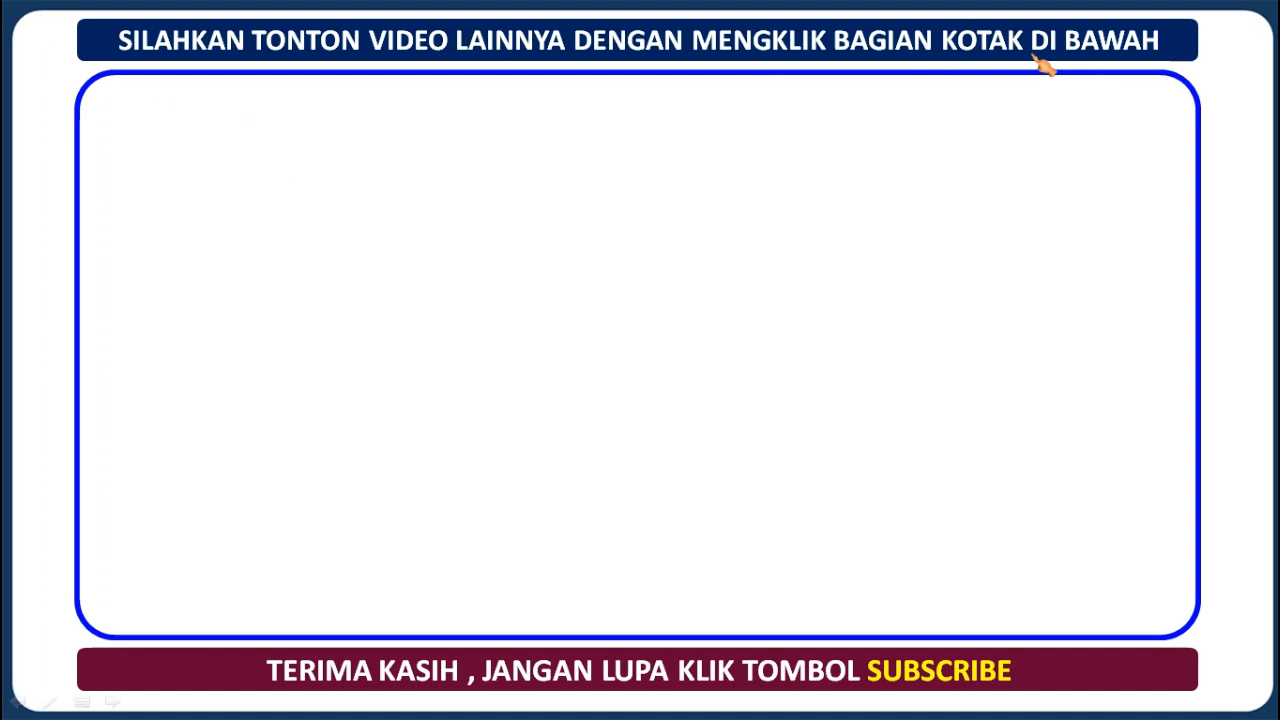 SILAHKAN TONTON VIDEO LAINNYA DENGAN MENGKLIK BAGIAN KOTAK DI BAWAH
TERIMA KASIH , JANGAN LUPA KLIK TOMBOL SUBSCRIBE